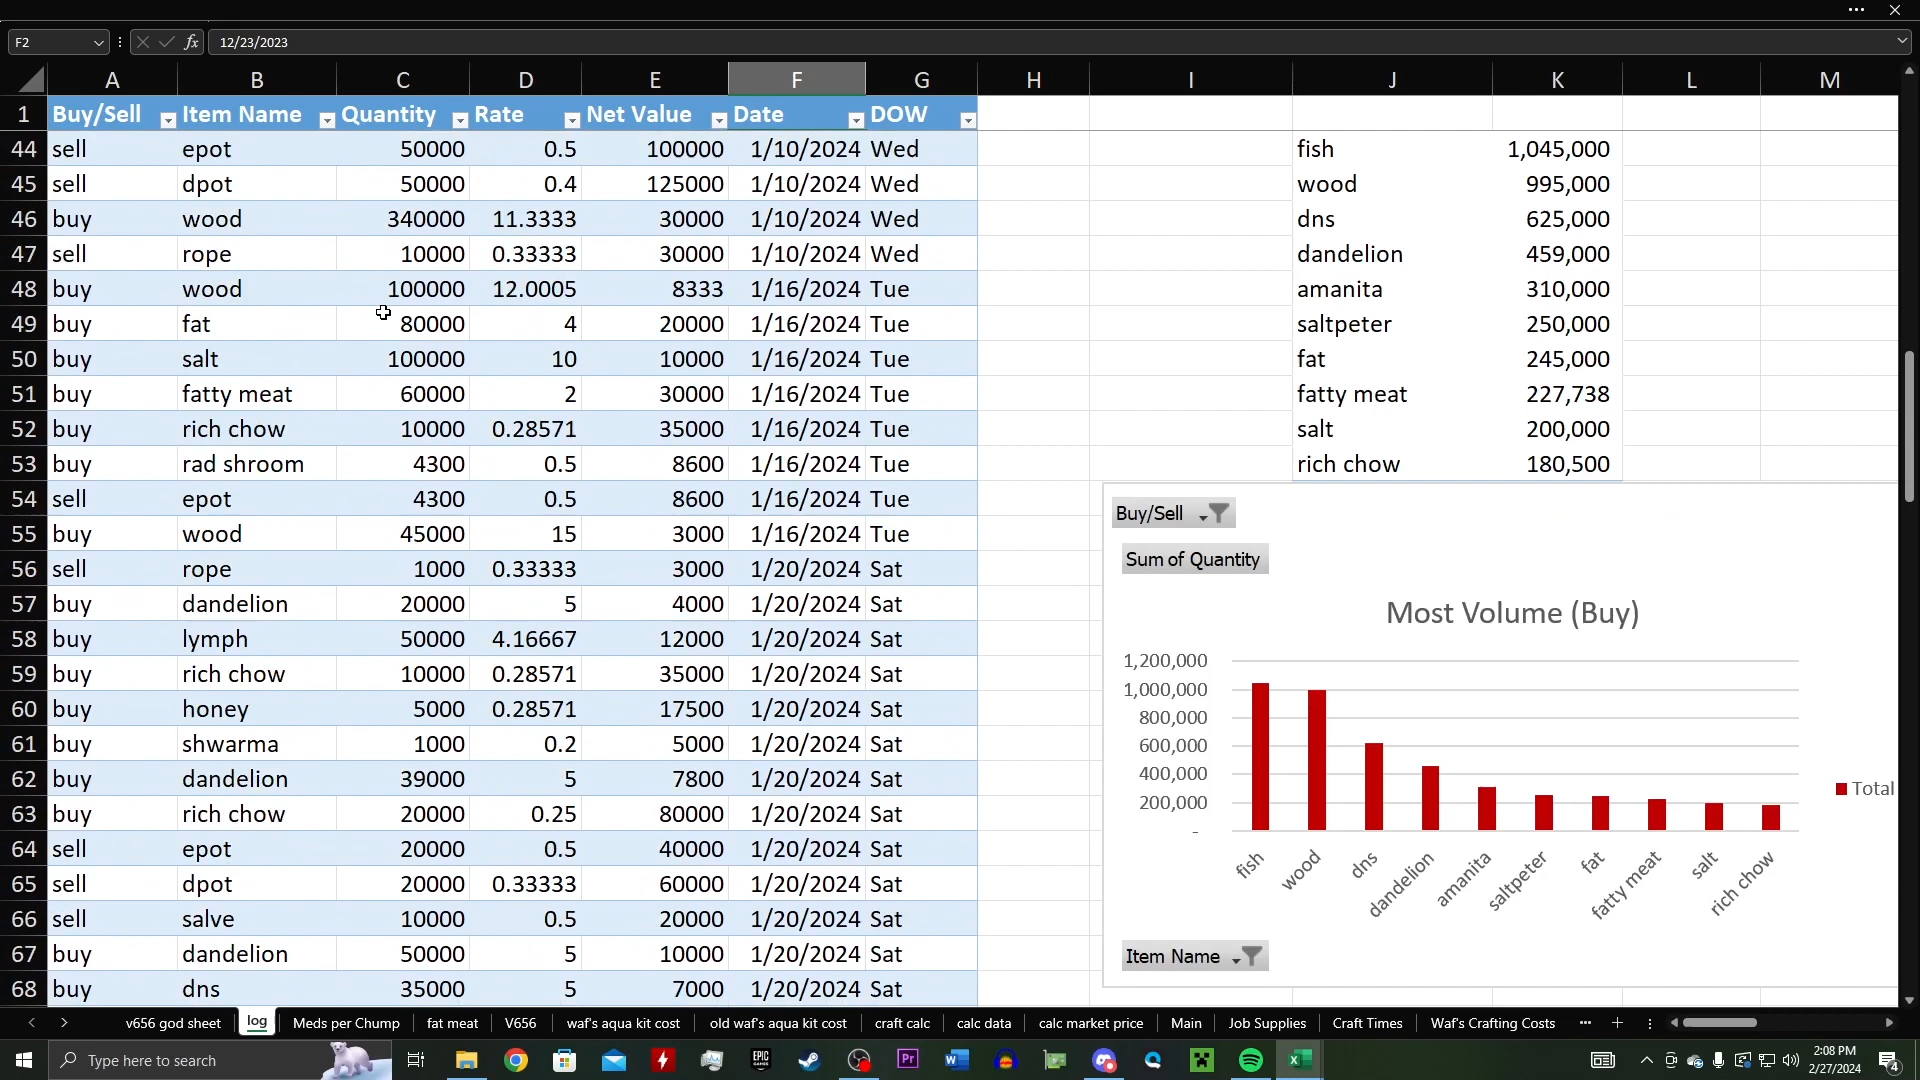 F2 fx 12/23/2023
A B C D E F G H I J K L M
1 Buy/Sell Item Name Quantity Rate Net Value Date DOW
44 sell epot 50000 0.5 100000 1/10/2024 Wed fish 1,045,000
45 sell dpot 50000 0.4 125000 1/10/2024 Wed wood 995,000
46 buy wood 340000 11.3333 30000 1/10/2024 Wed dns 625,000
47 sell rope 10000 0.33333 30000 1/10/2024 Wed dandelion 459,000
48 buy wood 100000 12.0005 8333 1/16/2024 Tue amanita 310,000
49 buy fat 80000 4 20000 1/16/2024 Tue saltpeter 250,000
50 buy salt 100000 10 10000 1/16/2024 Tue fat 245,000
51 buy fatty meat 60000 2 30000 1/16/2024 Tue fatty meat 227,738
52 buy rich chow 10000 0.28571 35000 1/16/2024 Tue salt 200,000
53 buy rad shroom 4300 0.5 8600 1/16/2024 Tue rich chow 180,500
54 sell epot 4300 0.5 8600 1/16/2024 Tue
55 buy wood 45000 15 3000 1/16/2024 Tue
56 sell rope 1000 0.33333 3000 1/20/2024 Sat
57 buy dandelion 20000 5 4000 1/20/2024 Sat
58 buy lymph 50000 4.16667 12000 1/20/2024 Sat
59 buy rich chow 10000 0.28571 35000 1/20/2024 Sat
60 buy honey 5000 0.28571 17500 1/20/2024 Sat
61 buy shwarma 1000 0.2 5000 1/20/2024 Sat
62 buy dandelion 39000 5 7800 1/20/2024 Sat
63 buy rich chow 20000 0.25 80000 1/20/2024 Sat
64 sell epot 20000 0.5 40000 1/20/2024 Sat
65 sell dpot 20000 0.33333 60000 1/20/2024 Sat
66 sell salve 10000 0.5 20000 1/20/2024 Sat
67 buy dandelion 50000 5 10000 1/20/2024 Sat
68 buy dns 35000 5 7000 1/20/2024 Sat
Buy/Sell
Sum of Quantity
Most Volume (Buy)
1,200,000
1,000,000
800,000
600,000
400,000
200,000
-
Total
fish wood dns dandelion amanita saltpeter fat fatty meat salt rich chow
Item Name
v656 god sheet log Meds per Chump fat meat V656 waf's aqua kit cost old waf's aqua kit cost craft calc calc data calc market price Main Job Supplies Craft Times Waf's Crafting Costs
Type here to search
EPIC GAMES
Pr
2:08 PM
2/27/2024
4